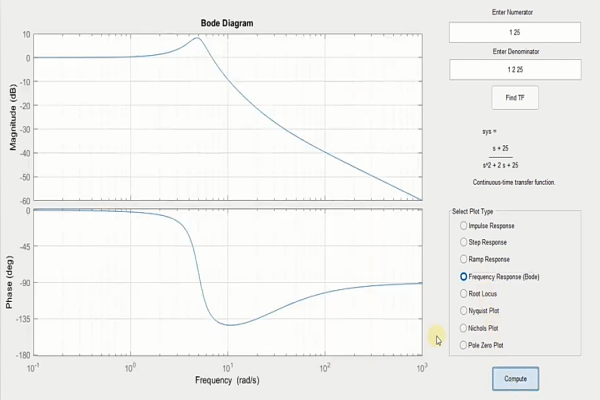 Bode Diagram
Magnitude (dB)
10
0
-10
-20
-30
-40
-50
-60
Phase (deg)
0
-45
-90
-135
-180
10^-1
10^0
10^1
10^2
10^3
Frequency (rad/s)
Enter Numerator
1 25
Enter Denominator
1 2 25
Find TF
sys =
s + 25
s^2 + 2 s + 25
Continuous-time transfer function.
Select Plot Type
Impulse Response
Step Response
Ramp Response
Frequency Response (Bode)
Root Locus
Nyquist Plot
Nichols Plot
Pole Zero Plot
Compute